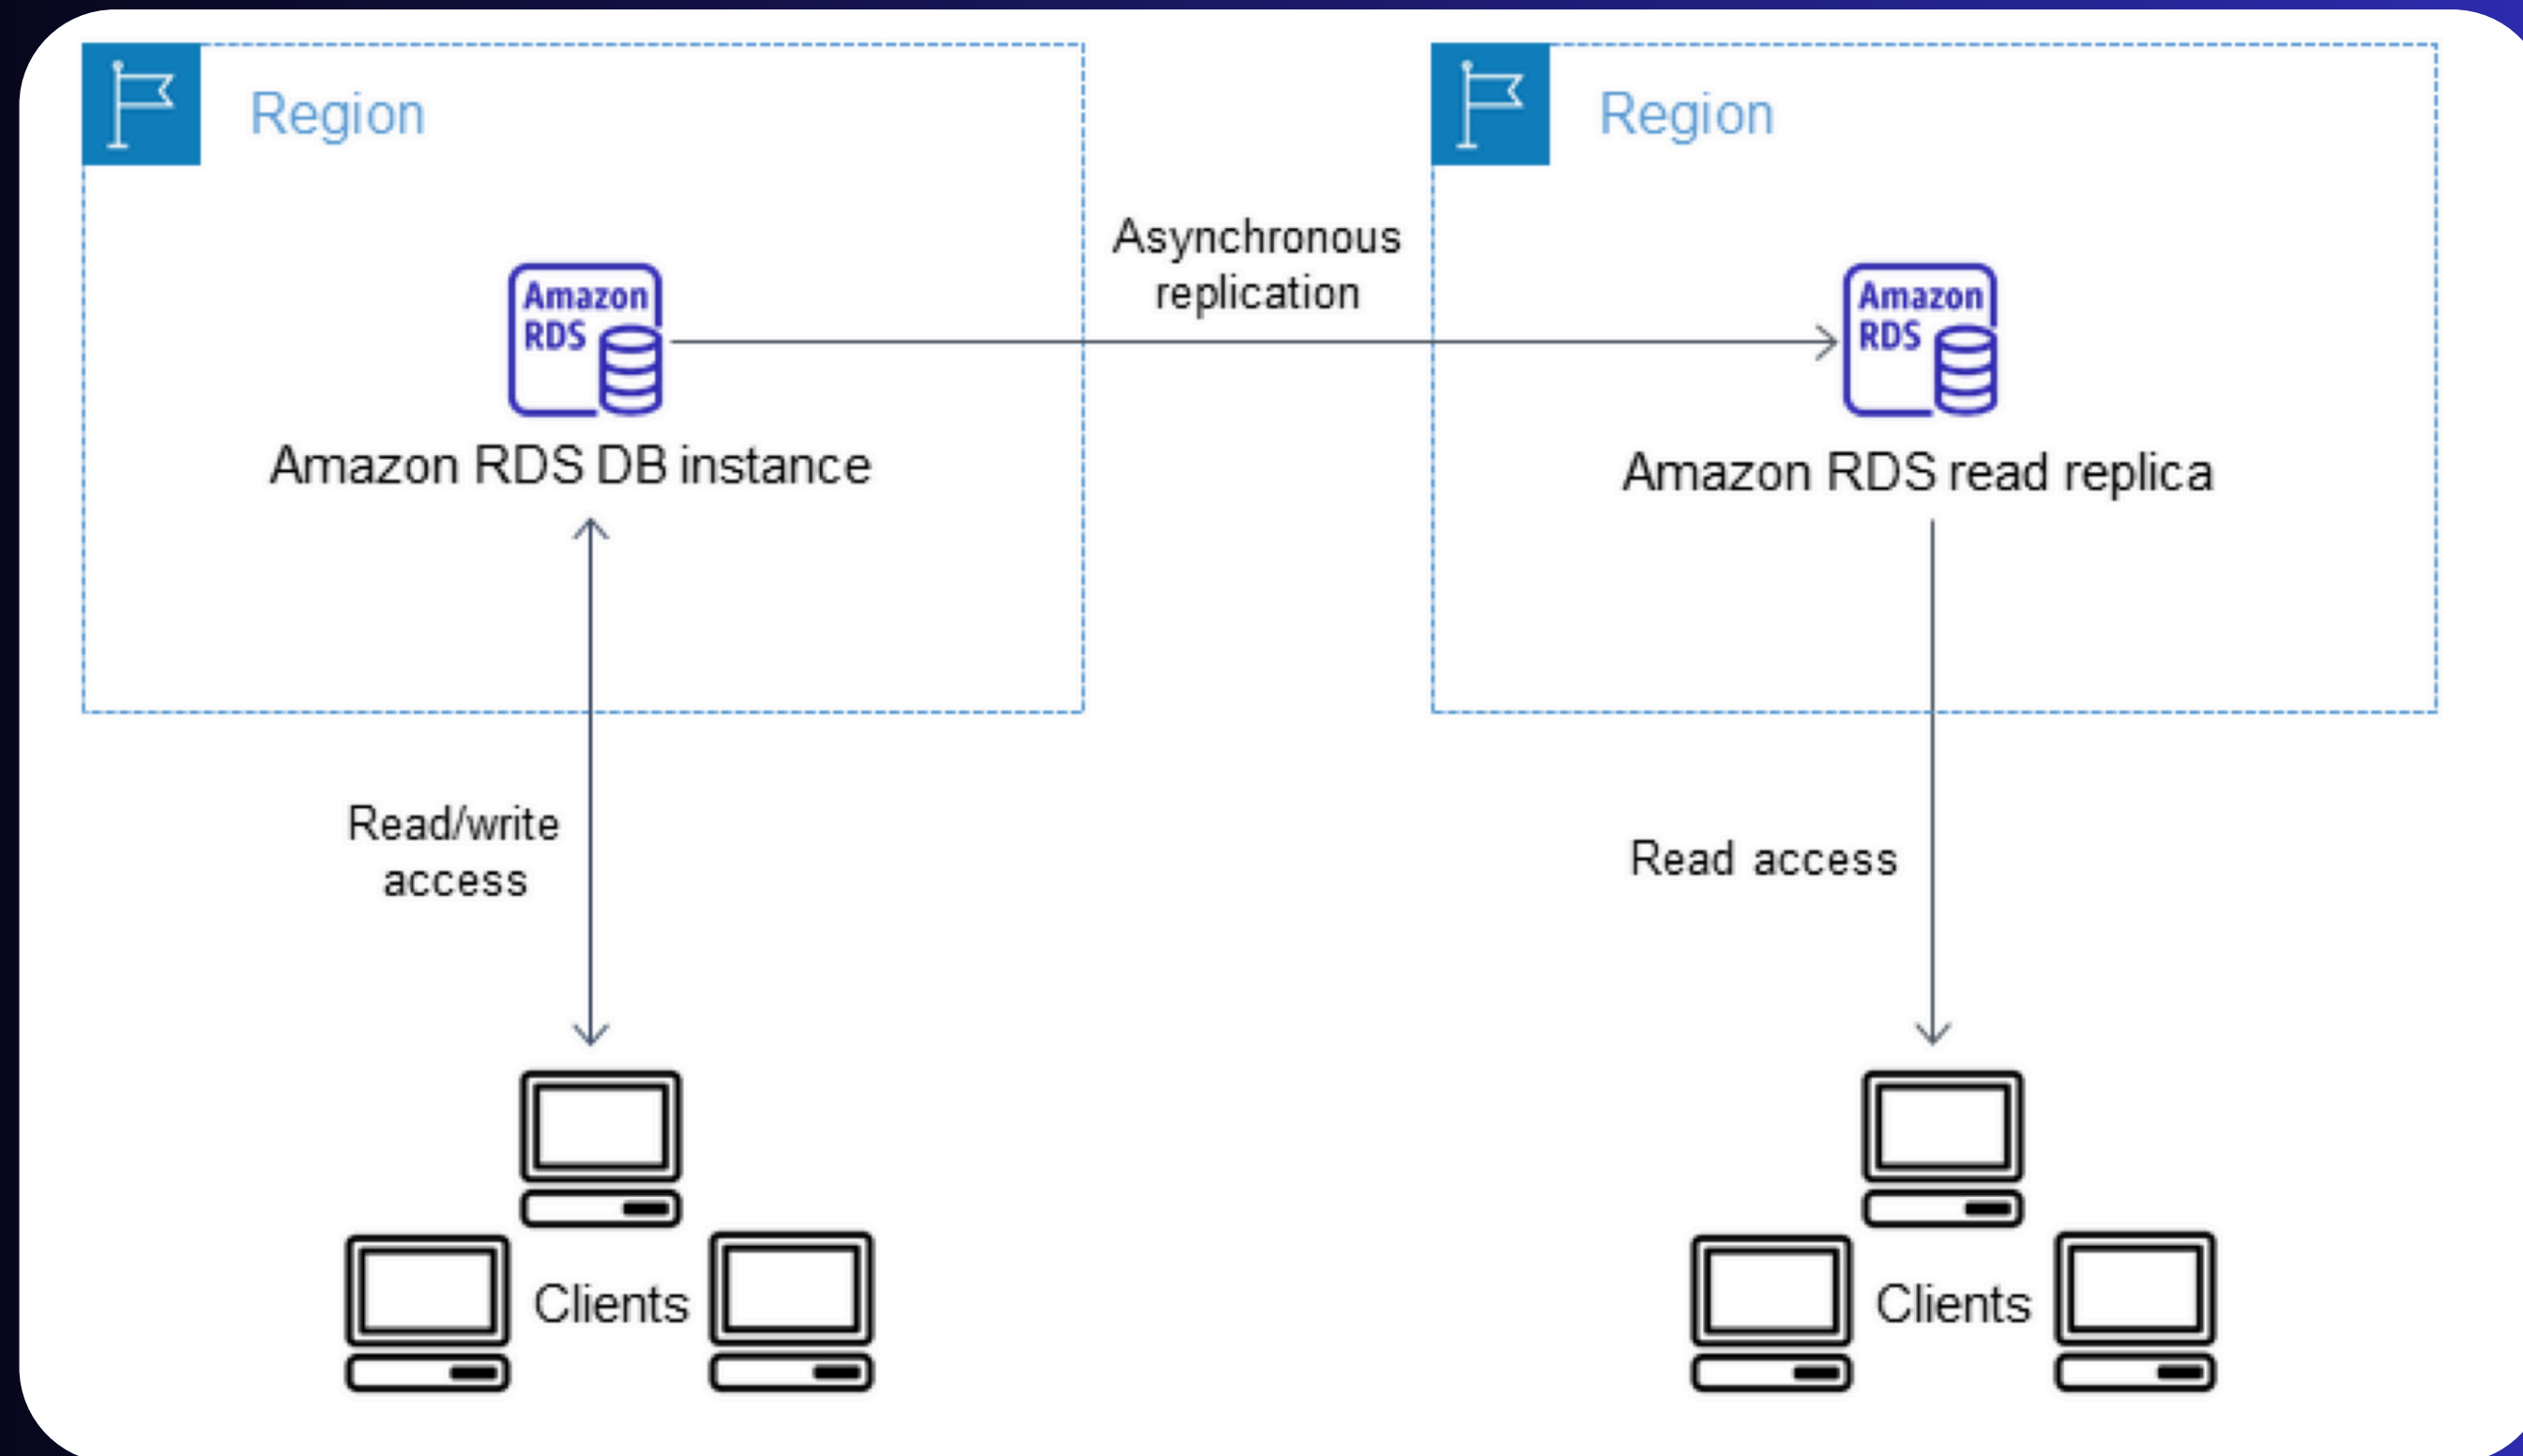 Region
Region
Asynchronous
replication
Amazon
RDS
Amazon
RDS
Amazon RDS DB instance
Amazon RDS read replica
Read/write
access
Read access
Clients
Clients